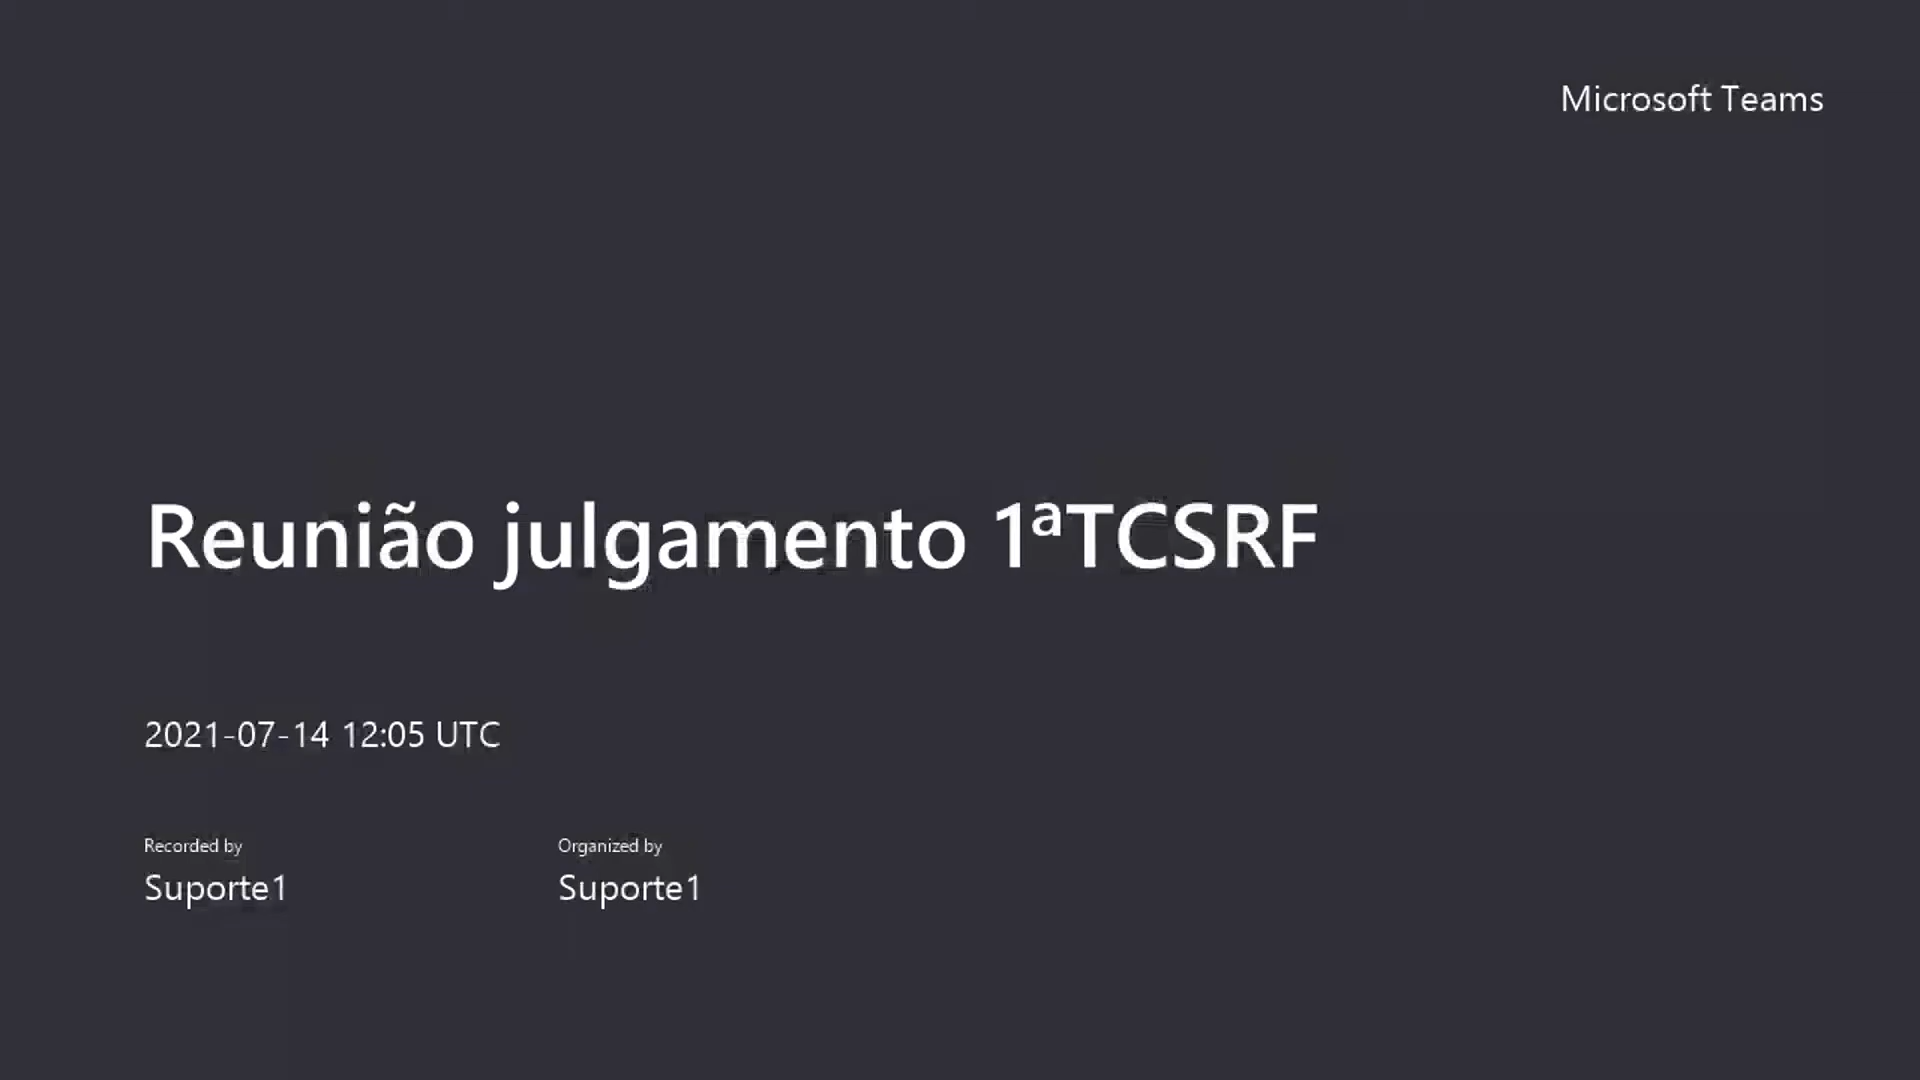 Microsoft Teams
Reunião julgamento 1ªTCSRF
2021-07-14 12:05 UTC
Recorded by
Organized by
Suporte1
Suporte1